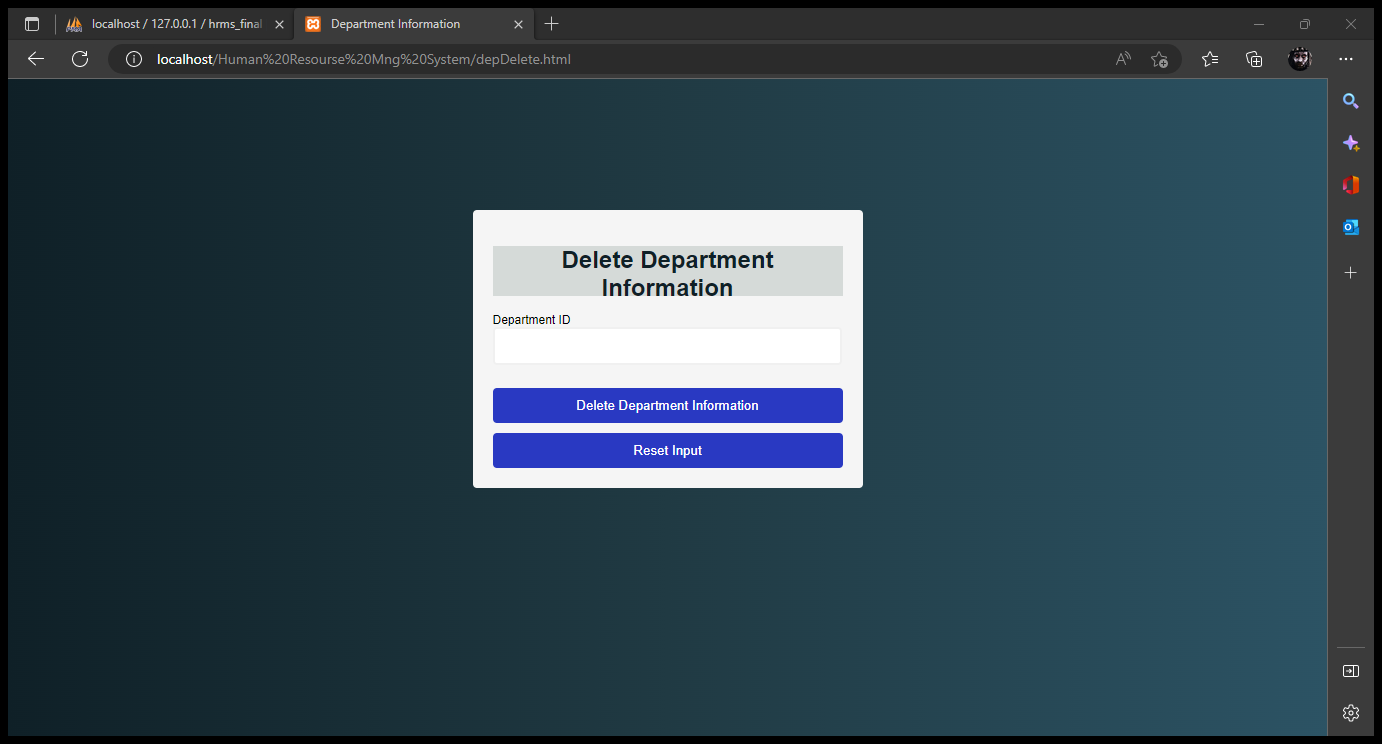 localhost / 127.0.0.1 / hrms_final
Department Information
localhost/Human%20Resourse%20Mng%20System/depDelete.html
Delete Department
Information
Department ID
Delete Department Information
Reset Input